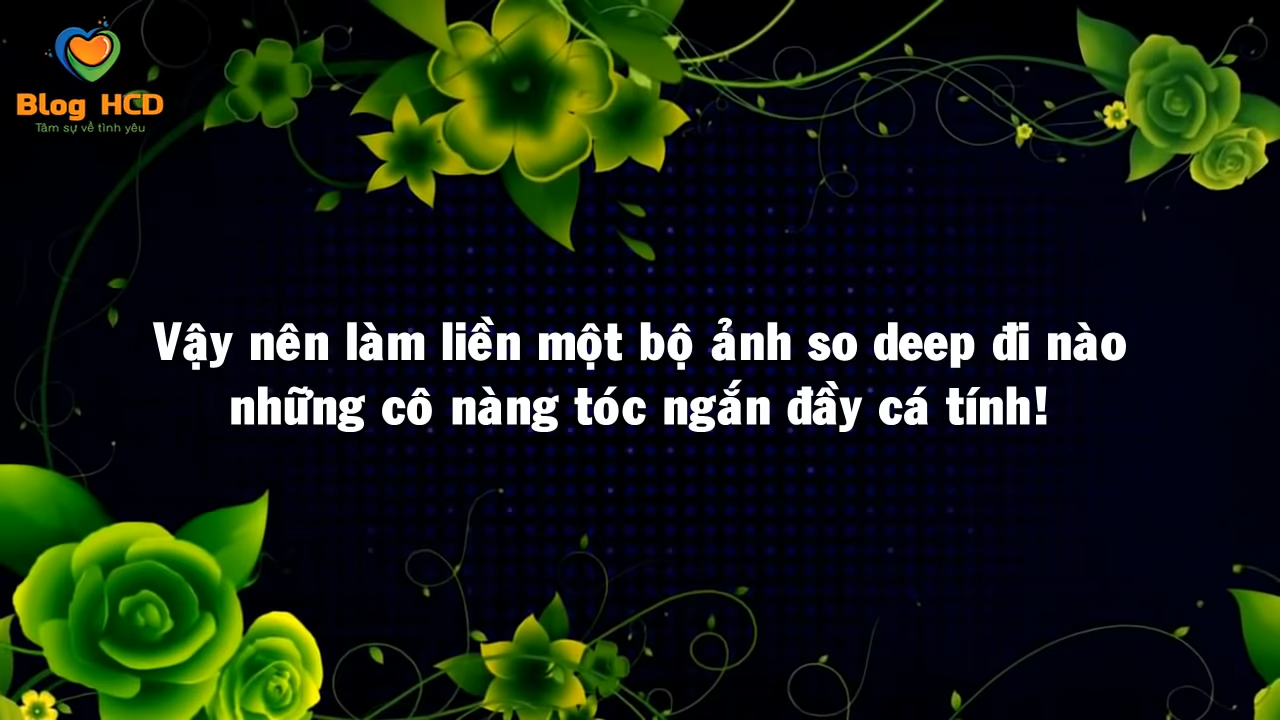 Blog HCD
Tâm sự về tình yêu
Vậy nên làm liền một bộ ảnh so deep đi nào
những cô nàng tóc ngắn đầy cá tính!